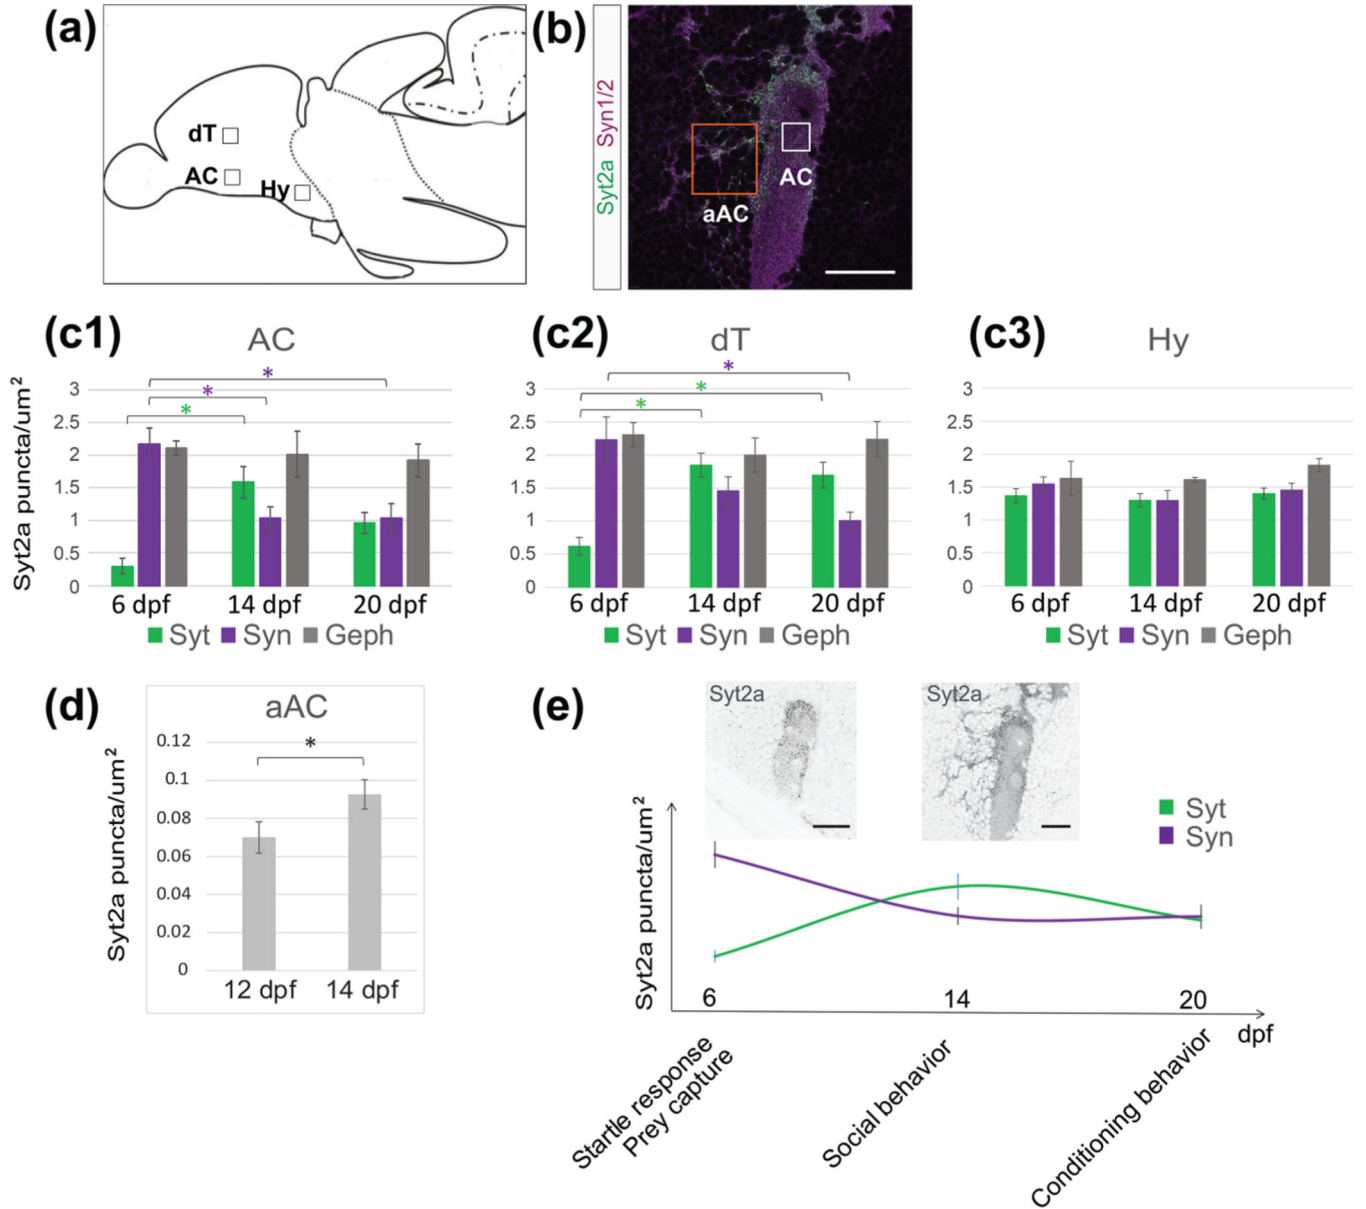 (a)
dT
AC
Hy
(b)
Syt2a Syn1/2
AC
aAC
(c1)
AC
Syt2a puncta/um²
3
2.5
2
1.5
1
0.5
0
* * *
6 dpf 14 dpf 20 dpf
Syt Syn Geph
(c2)
dT
3
2.5
2
1.5
1
0.5
0
* * *
6 dpf 14 dpf 20 dpf
Syt Syn Geph
(c3)
Hy
3
2.5
2
1.5
1
0.5
0
6 dpf 14 dpf 20 dpf
Syt Syn Geph
(d)
aAC
Syt2a puncta/um²
0.12
0.1
0.08
0.06
0.04
0.02
0
*
12 dpf 14 dpf
(e)
Syt2a
Syt2a
Syt
Syn
Syt2a puncta/um²
6 14 20
dpf
Startle response
Prey capture
Social behavior
Conditioning behavior